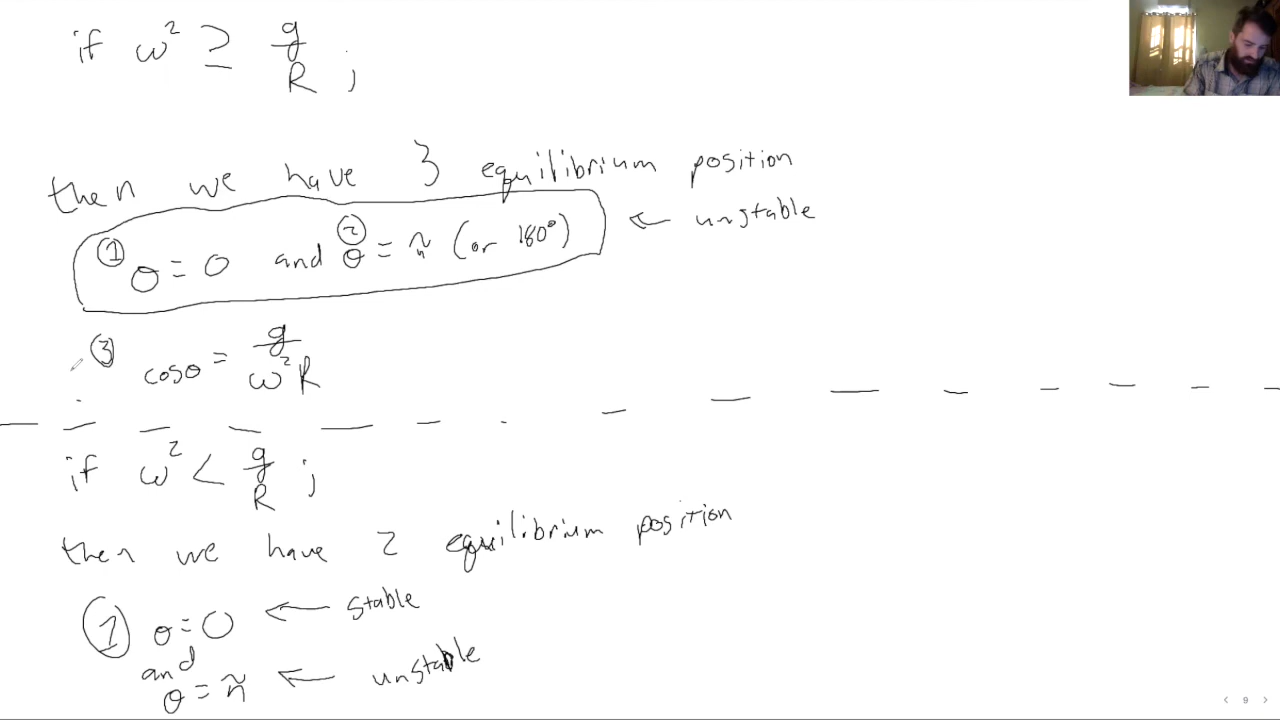 if ω² ≥ g/R ;
then we have 3 equilibrium position
① θ = 0 and ② θ = π (or 180°) ← unstable
③ cosθ = g/ω²R
if ω² < g/R ;
then we have 2 equilibrium position
① θ = 0 ← stable
and
θ = π ← unstable
9